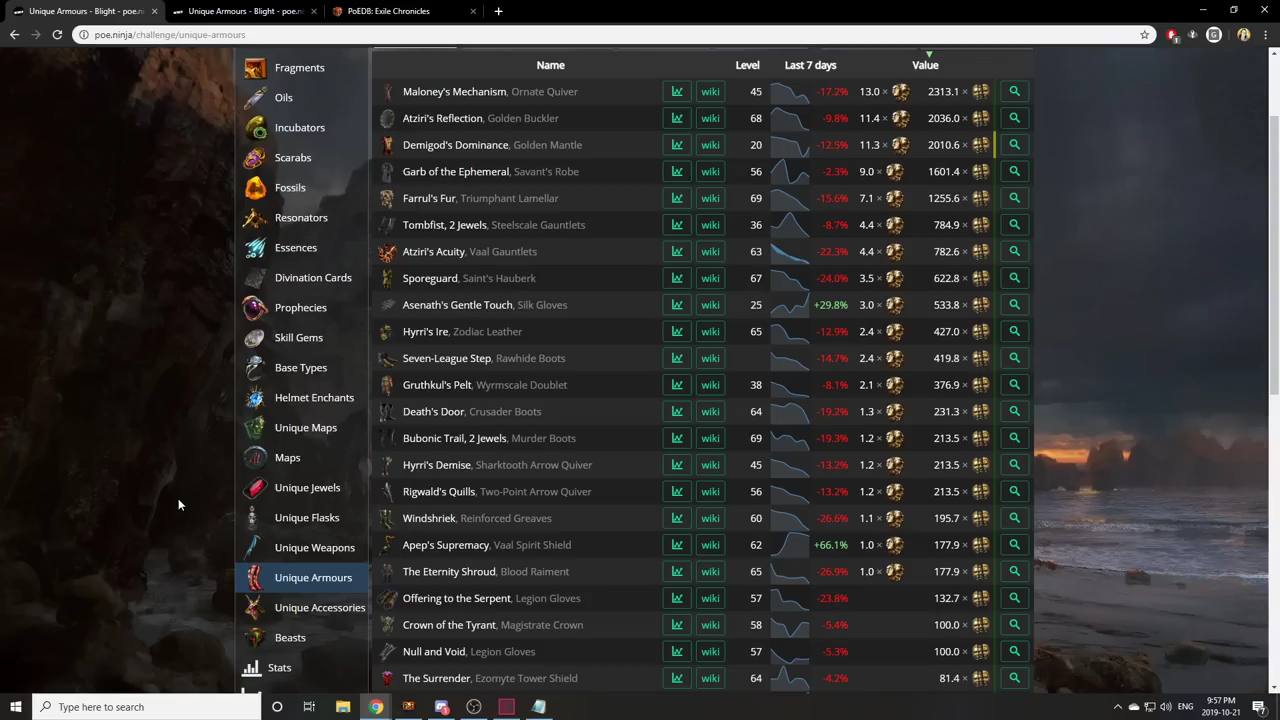 Unique Armours - Blight - poe.ni Unique Armours - Blight - poe.n PoEDB: Exile Chronicles
poe.ninja/challenge/unique-armours
Name Level Last 7 days Value
Fragments
Oils
Incubators
Scarabs
Fossils
Resonators
Essences
Divination Cards
Prophecies
Skill Gems
Base Types
Helmet Enchants
Unique Maps
Maps
Unique Jewels
Unique Flasks
Unique Weapons
Unique Armours
Unique Accessories
Beasts
Stats
Maloney's Mechanism, Ornate Quiver wiki 45 -17.2% 13.0 × 2313.1 ×
Atziri's Reflection, Golden Buckler wiki 68 -9.8% 11.4 × 2036.0 ×
Demigod's Dominance, Golden Mantle wiki 20 -12.5% 11.3 × 2010.6 ×
Garb of the Ephemeral, Savant's Robe wiki 56 -2.3% 9.0 × 1601.4 ×
Farrul's Fur, Triumphant Lamellar wiki 69 -15.6% 7.1 × 1255.6 ×
Tombfist, 2 Jewels, Steelscale Gauntlets wiki 36 -8.7% 4.4 × 784.9 ×
Atziri's Acuity, Vaal Gauntlets wiki 63 -22.3% 4.4 × 782.6 ×
Sporeguard, Saint's Hauberk wiki 67 -24.0% 3.5 × 622.8 ×
Asenath's Gentle Touch, Silk Gloves wiki 25 +29.8% 3.0 × 533.8 ×
Hyrri's Ire, Zodiac Leather wiki 65 -12.9% 2.4 × 427.0 ×
Seven-League Step, Rawhide Boots wiki 65 -14.7% 2.4 × 419.8 ×
Gruthkul's Pelt, Wyrmscale Doublet wiki 38 -8.1% 2.1 × 376.9 ×
Death's Door, Crusader Boots wiki 64 -19.2% 1.3 × 231.3 ×
Bubonic Trail, 2 Jewels, Murder Boots wiki 69 -19.3% 1.2 × 213.5 ×
Hyrri's Demise, Sharktooth Arrow Quiver wiki 45 -13.2% 1.2 × 213.5 ×
Rigwald's Quills, Two-Point Arrow Quiver wiki 56 -13.2% 1.2 × 213.5 ×
Windshriek, Reinforced Greaves wiki 60 -26.6% 1.1 × 195.7 ×
Apep's Supremacy, Vaal Spirit Shield wiki 62 +66.1% 1.0 × 177.9 ×
The Eternity Shroud, Blood Raiment wiki 65 -26.9% 1.0 × 177.9 ×
Offering to the Serpent, Legion Gloves wiki 57 -23.8% 132.7 ×
Crown of the Tyrant, Magistrate Crown wiki 58 -5.4% 100.0 ×
Null and Void, Legion Gloves wiki 57 -5.3% 100.0 ×
The Surrender, Ezomyte Tower Shield wiki 64 -4.2% 81.4 ×
Type here to search
9:57 PM
2019-10-21